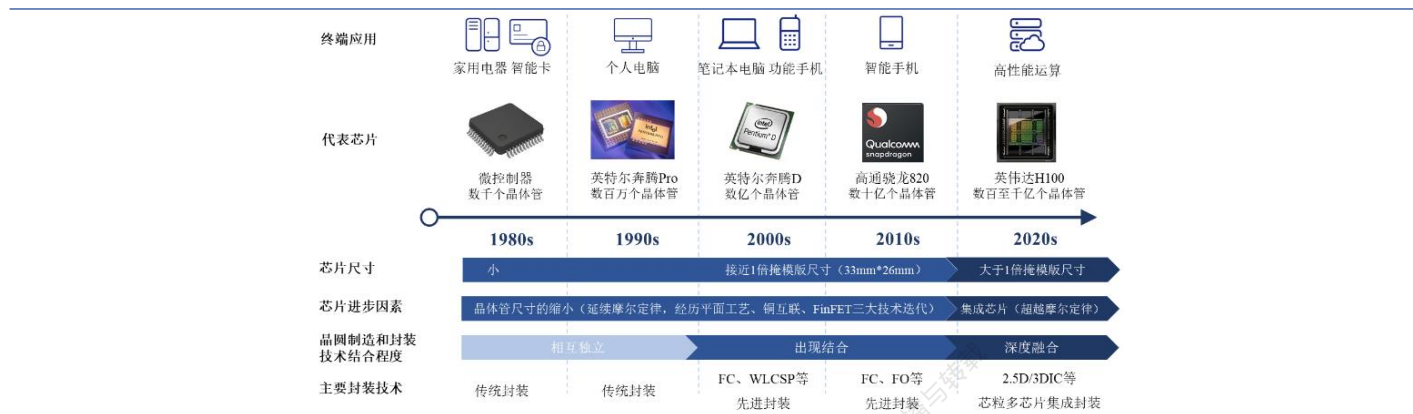 终端应用
家用电器 智能卡
个人电脑
笔记本电脑 功能手机
智能手机
高性能运算
代表芯片
intel
Pentium D
Qualcomm
snapdragon
微控制器
数千个晶体管
英特尔奔腾Pro
数百万个晶体管
英特尔奔腾D
数亿个晶体管
高通骁龙820
数十亿个晶体管
英伟达H100
数百至千亿个晶体管
1980s
1990s
2000s
2010s
2020s
芯片尺寸
小
接近1倍掩模版尺寸（33mm*26mm）
大于1倍掩模版尺寸
芯片进步因素
晶体管尺寸的缩小（延续摩尔定律，经历平面工艺、铜互联、FinFET三大技术迭代）
集成芯片（超越摩尔定律）
晶圆制造和封装
技术结合程度
相互独立
出现结合
深度融合
主要封装技术
传统封装
传统封装
FC、WLCSP等
先进封装
FC、FO等
先进封装
2.5D/3DIC等
芯粒多芯片集成封装